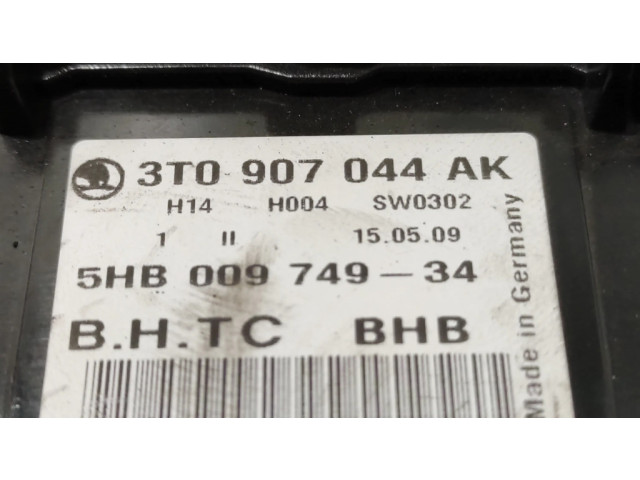 3T0 907 044 AK
H14 H004 SW0302
1 II 15.05.09
5HB 009 749-34
B.H.TC BHB
Made in Germany